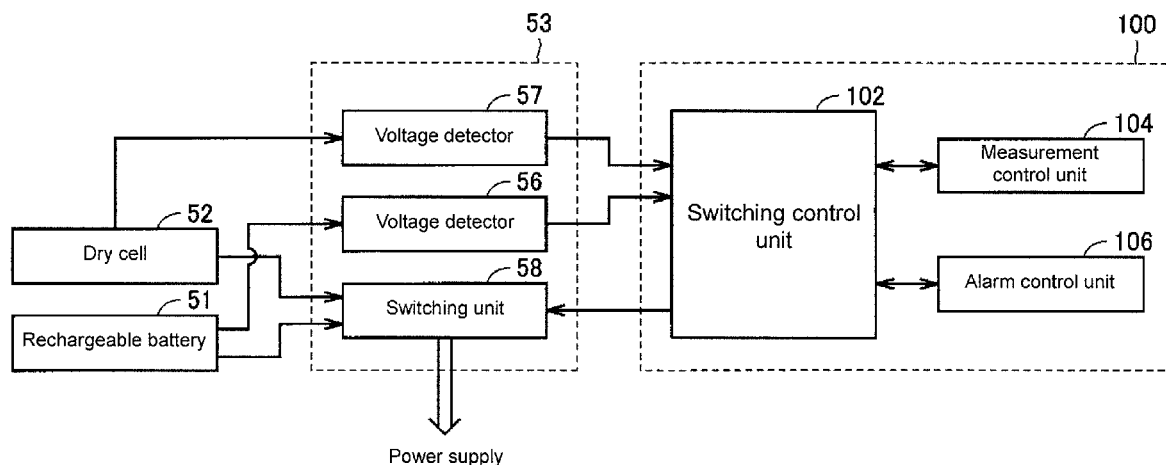 53
100
57
Voltage detector
102
104
Measurement
control unit
56
Voltage detector
52
Dry cell
Switching control
unit
106
Alarm control unit
58
Switching unit
51
Rechargeable battery
Power supply